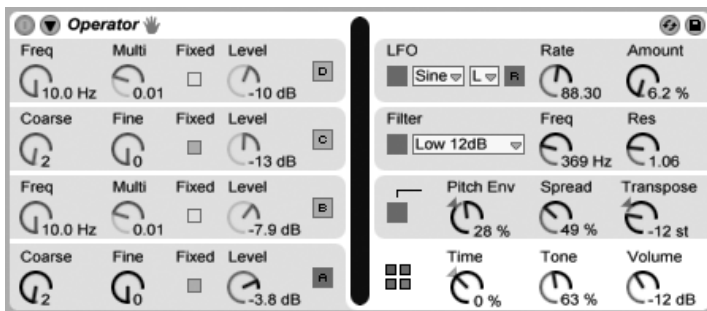 Operator
Freq Multi Fixed Level
10.0 Hz 0.01 -10 dB D
Coarse Fine Fixed Level
2 0 -13 dB C
Freq Multi Fixed Level
10.0 Hz 0.01 -7.9 dB B
Coarse Fine Fixed Level
2 0 -3.8 dB A
LFO Rate Amount
Sine L R 88.30 6.2 %
Filter Freq Res
Low 12dB 369 Hz 1.06
Pitch Env Spread Transpose
28 % 49 % -12 st
Time Tone Volume
0 % 63 % -12 dB